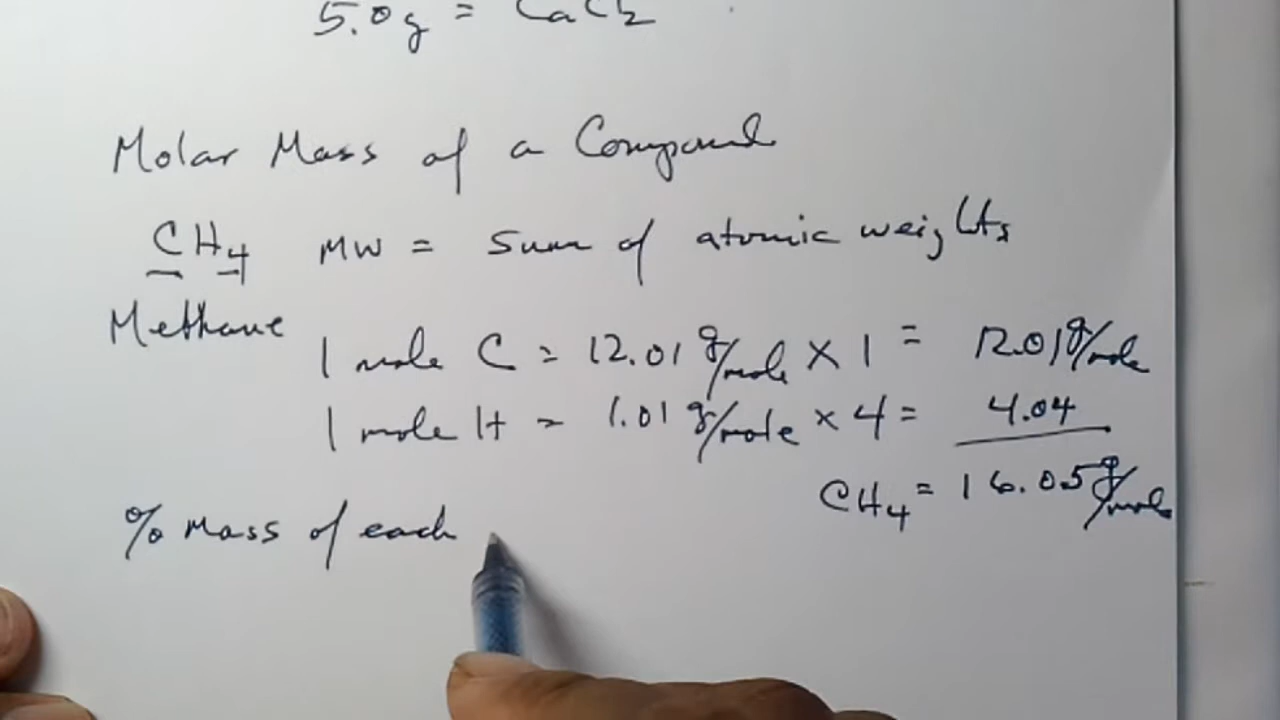 5.0g = CaCl2
Molar Mass of a Compound
CH4 MW = Sum of atomic weights
Methane
1 mole C = 12.01 g/mole × 1 = 12.01 g/mole
1 mole H = 1.01 g/mole × 4 = 4.04
CH4 = 16.05 g/mole
% Mass of each